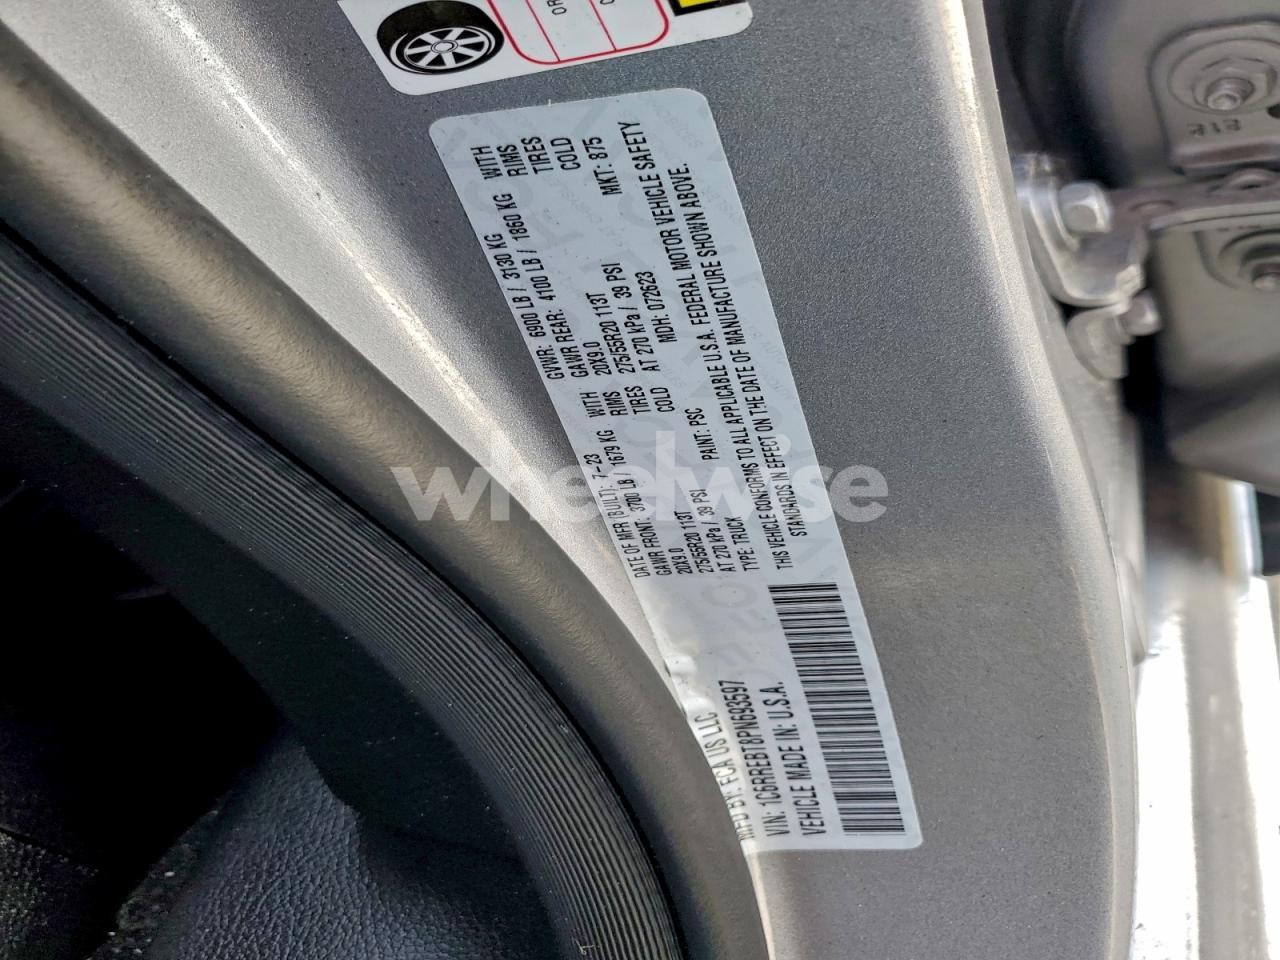 MFD BY: FCA US LLC
DATE OF MFR (BUILT): 7-23
GVWR: 6900 LB / 3130 KG
GAWR FRONT: 3700 LB / 1679 KG WITH
GAWR REAR: 4100 LB / 1860 KG WITH
20X9.0 RIMS
20X9.0 RIMS
275/55R20 113T TIRES
275/55R20 113T TIRES
AT 270 kPa / 39 PSI COLD
AT 270 kPa / 39 PSI COLD
VIN: 1C6RREBT8PN693597
TYPE: TRUCK
PAINT: PSC
MDH: 072623
MKT: 875
VEHICLE MADE IN: U.S.A.
THIS VEHICLE CONFORMS TO ALL APPLICABLE U.S.A. FEDERAL MOTOR VEHICLE SAFETY
STANDARDS IN EFFECT ON THE DATE OF MANUFACTURE SHOWN ABOVE.
wheelwise